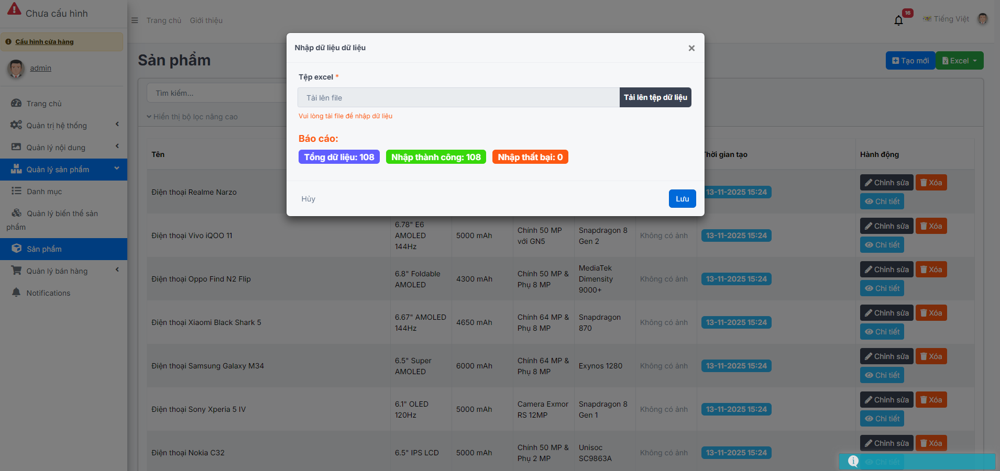 Chưa cấu hình
Cấu hình cửa hàng
admin
Trang chủ
Quản trị hệ thống
Quản lý nội dung
Quản lý sản phẩm
Danh mục
Quản lý biến thể sản
phẩm
Sản phẩm
Quản lý bán hàng
Notifications
Trang chủ
Giới thiệu
16
Tiếng Việt
Sản phẩm
Tạo mới
Excel
Tìm kiếm...
Hiển thị bộ lọc nâng cao
Nhập dữ liệu dữ liệu
×
Tệp excel *
Tải lên file
Tải lên tệp dữ liệu
Vui lòng tải file để nhập dữ liệu
Báo cáo:
Tổng dữ liệu: 108
Nhập thành công: 108
Nhập thất bại: 0
Hủy
Lưu
Tên
Thời gian tạo
Hành động
Điện thoại Realme Narzo
13-11-2025 15:24
Chỉnh sửa
Xóa
Chi tiết
Điện thoại Vivo iQOO 11
6.78" E6
AMOLED
144Hz
5000 mAh
Chính 50 MP
với GN5
Snapdragon 8
Gen 2
Không có ảnh
13-11-2025 15:24
Chỉnh sửa
Xóa
Chi tiết
Điện thoại Oppo Find N2 Flip
6.8" Foldable
AMOLED
4300 mAh
Chính 50 MP &
Phụ 8 MP
MediaTek
Dimensity
9000+
Không có ảnh
13-11-2025 15:24
Chỉnh sửa
Xóa
Chi tiết
Điện thoại Xiaomi Black Shark 5
6.67" AMOLED
144Hz
4650 mAh
Chính 64 MP &
Phụ 8 MP
Snapdragon
870
Không có ảnh
13-11-2025 15:24
Chỉnh sửa
Xóa
Chi tiết
Điện thoại Samsung Galaxy M34
6.5" Super
AMOLED
6000 mAh
Chính 64 MP &
Phụ 8 MP
Exynos 1280
Không có ảnh
13-11-2025 15:24
Chỉnh sửa
Xóa
Chi tiết
Điện thoại Sony Xperia 5 IV
6.1" OLED
120Hz
5000 mAh
Camera Exmor
RS 12MP
Snapdragon 8
Gen 1
Không có ảnh
13-11-2025 15:24
Chỉnh sửa
Xóa
Chi tiết
Điện thoại Nokia C32
6.5" IPS LCD
5000 mAh
Chính 50 MP &
Phụ 2 MP
Unisoc
SC9863A
Không có ảnh
13-11-2025 15:24
Chỉnh sửa
Xóa
Chi tiết